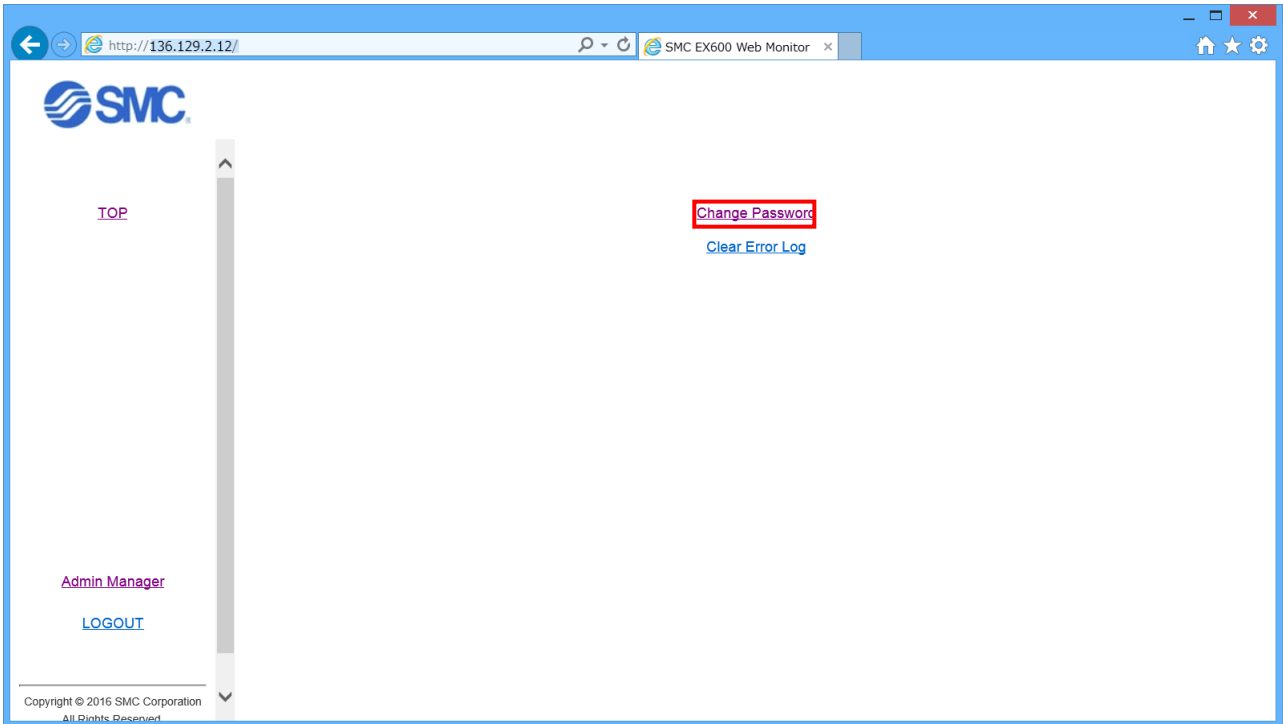 http://136.129.2.12/
SMC EX600 Web Monitor
SMC
TOP
Change Password
Clear Error Log
Admin Manager
LOGOUT
Copyright © 2016 SMC Corporation
All Rights Reserved